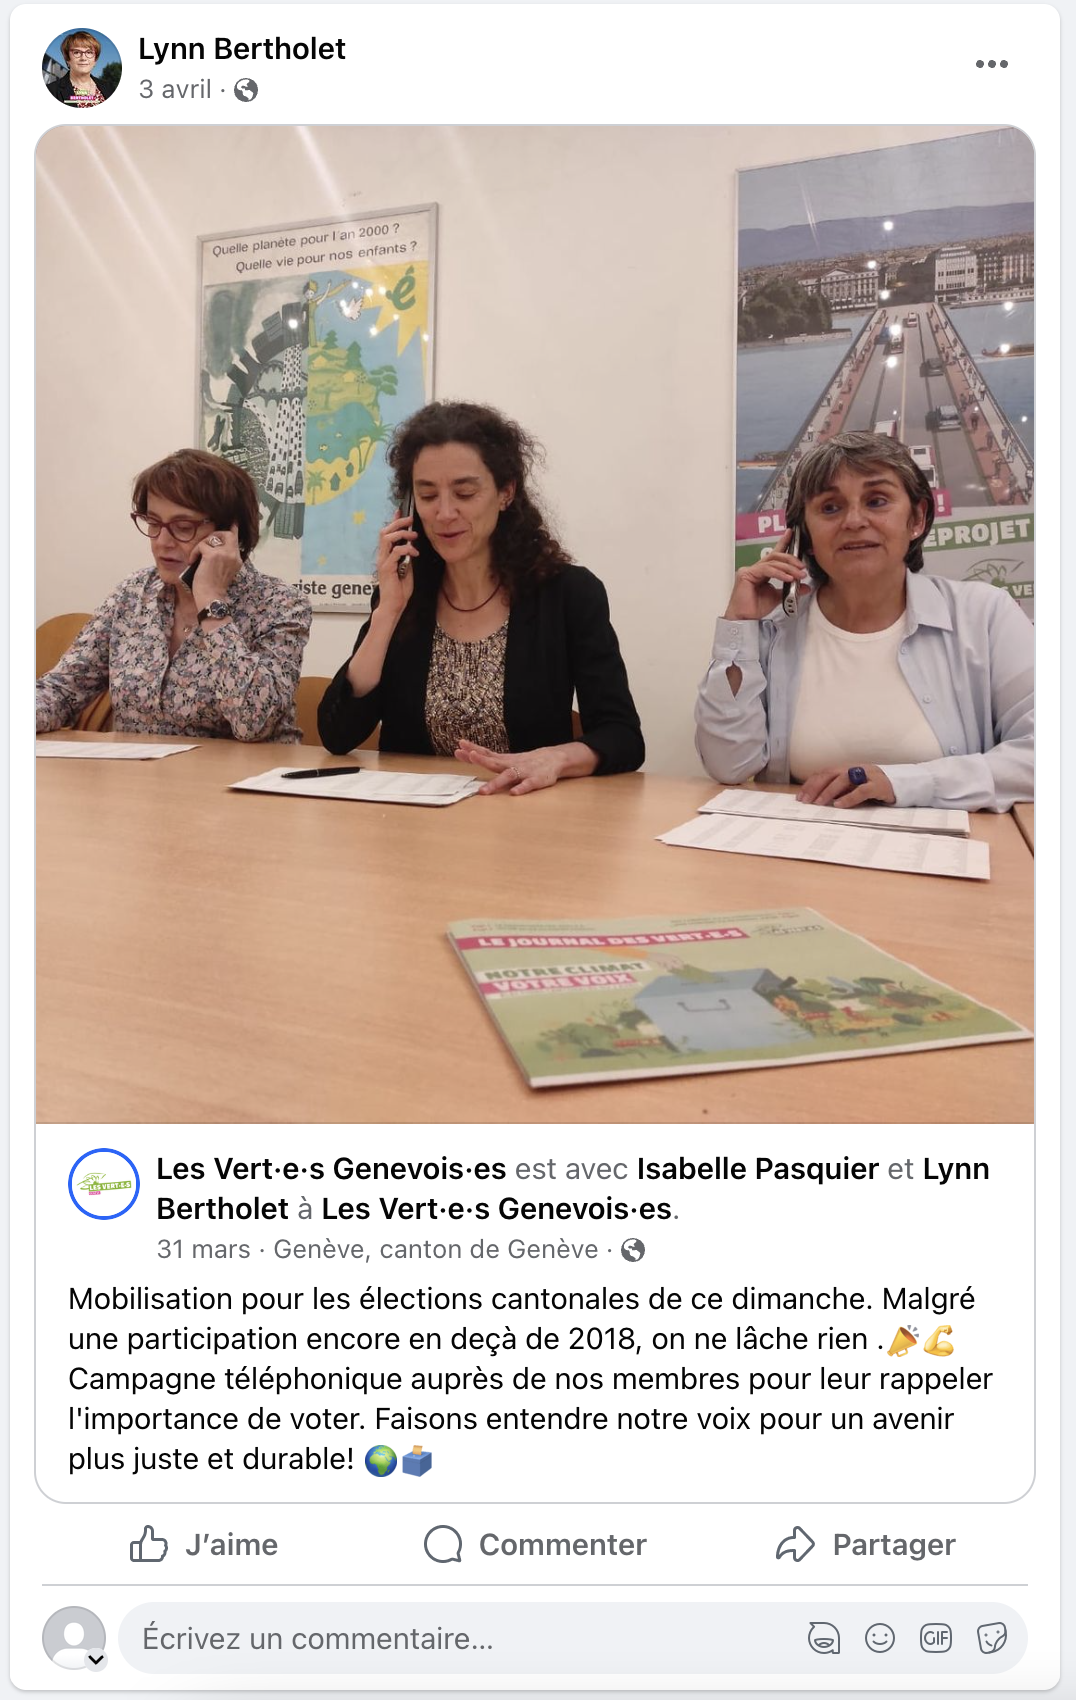 Lynn Bertholet
3 avril ·
Quelle planète pour l'an 2000 ?
Quelle vie pour nos enfants ?
é
iste gene
PL
!
EPROJET
VE
LE JOURNAL DES VERT·E·S
NOTRE CLIMAT
VOTRE VOIX
LES VERT·E·S
Les Vert·e·s Genevois·es est avec Isabelle Pasquier et Lynn
Bertholet à Les Vert·e·s Genevois·es.
31 mars · Genève, canton de Genève ·
Mobilisation pour les élections cantonales de ce dimanche. Malgré
une participation encore en deçà de 2018, on ne lâche rien .📣💪
Campagne téléphonique auprès de nos membres pour leur rappeler
l'importance de voter. Faisons entendre notre voix pour un avenir
plus juste et durable! 🌍🗳️
J'aime
Commenter
Partager
Écrivez un commentaire...
GIF